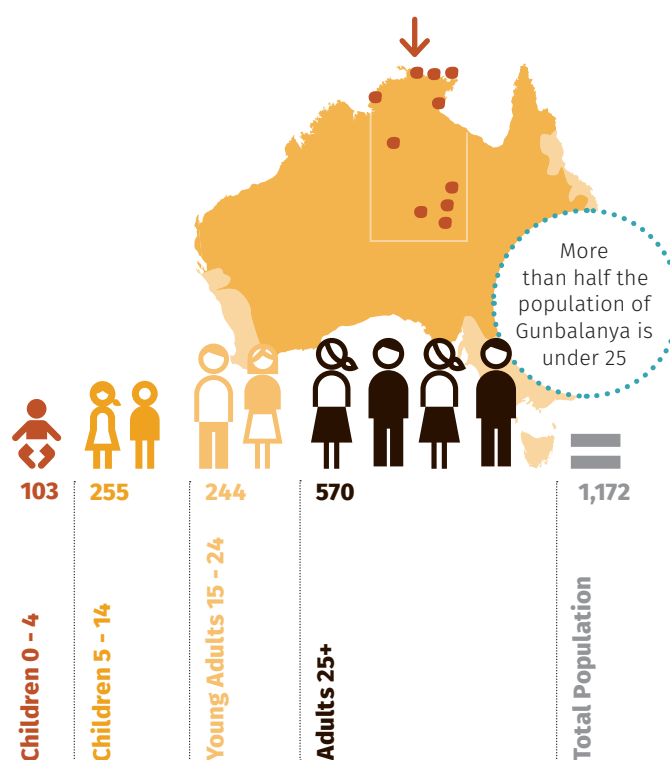 More
than half the
population of
Gunbalanya is
under 25
103
255
244
570
1,172
Children 0 - 4
Children 5 - 14
Young Adults 15 - 24
Adults 25+
Total Population